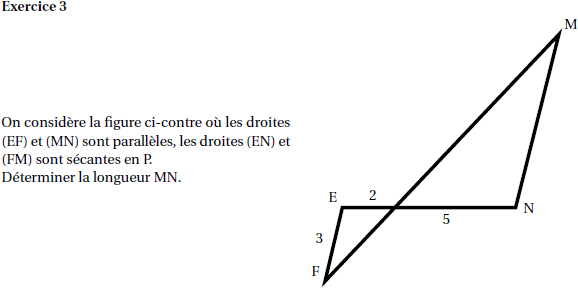 Exercice 3
M
On considère la figure ci-contre où les droites
(EF) et (MN) sont parallèles, les droites (EN) et
(FM) sont sécantes en P.
Déterminer la longueur MN.
E
2
N
5
3
F